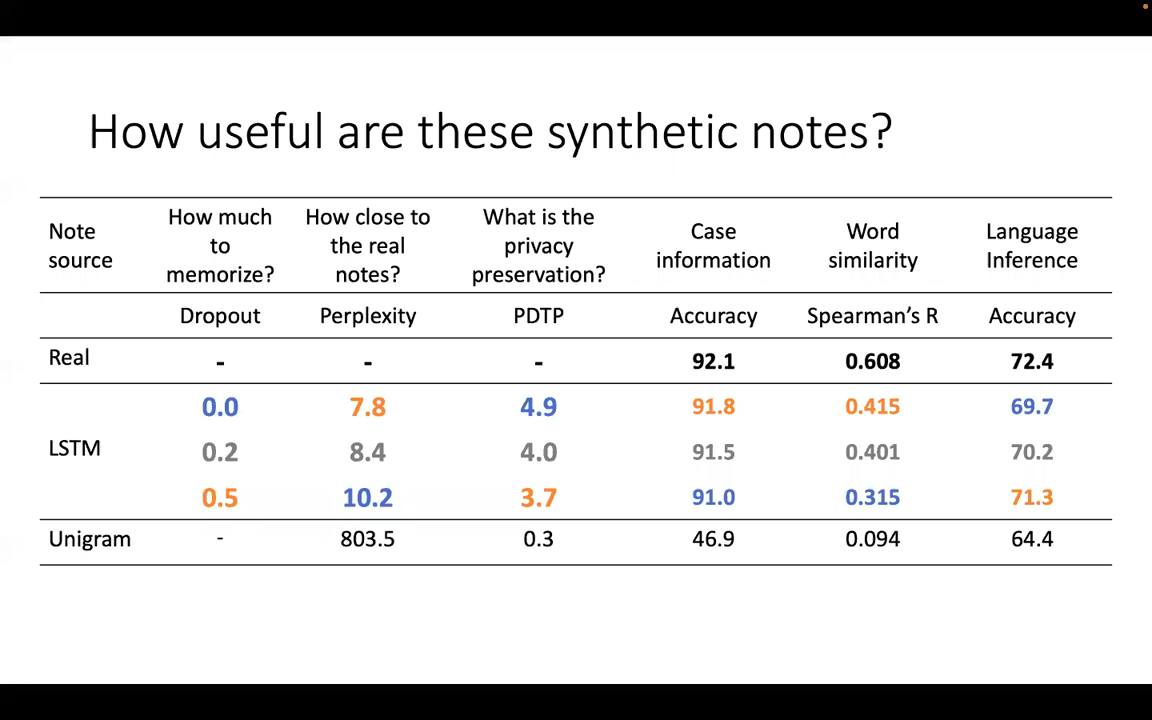 How useful are these synthetic notes?
Note source How much to memorize? How close to the real notes? What is the privacy preservation? Case information Word similarity Language Inference
Dropout Perplexity PDTP Accuracy Spearman’s R Accuracy
Real - - - 92.1 0.608 72.4
0.0 7.8 4.9 91.8 0.415 69.7
LSTM 0.2 8.4 4.0 91.5 0.401 70.2
0.5 10.2 3.7 91.0 0.315 71.3
Unigram - 803.5 0.3 46.9 0.094 64.4